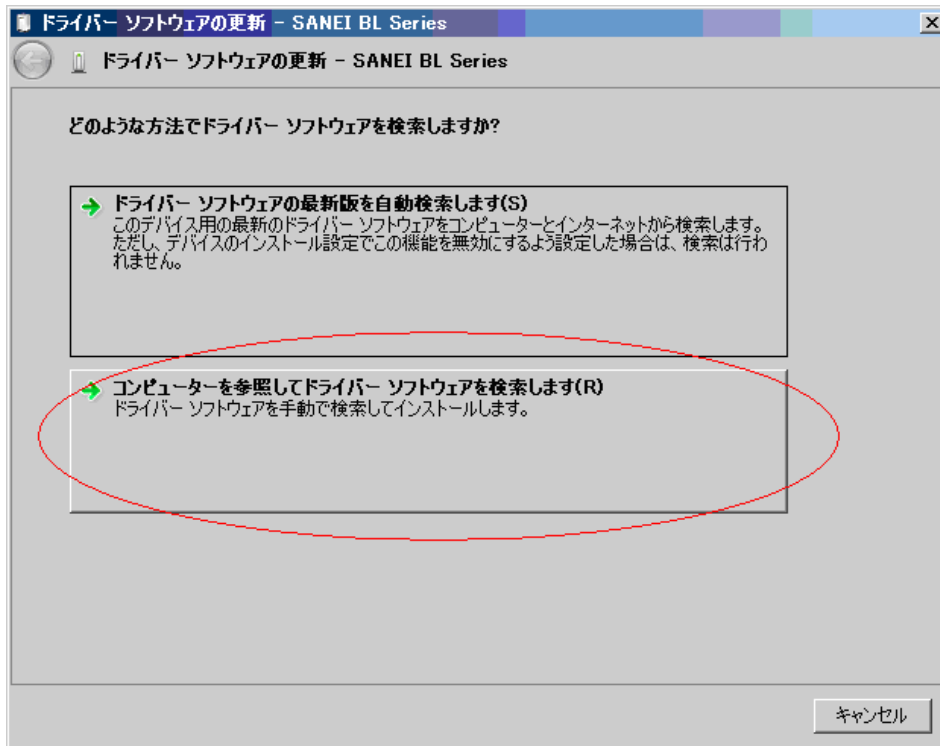 ドライバー ソフトウェアの更新 - SANEI BL Series
ドライバー ソフトウェアの更新 - SANEI BL Series
どのような方法でドライバー ソフトウェアを検索しますか?
ドライバー ソフトウェアの最新版を自動検索します(S)
このデバイス用の最新のドライバー ソフトウェアをコンピューターとインターネットから検索します。
ただし、デバイスのインストール設定でこの機能を無効にするよう設定した場合は、検索は行わ
れません。
コンピューターを参照してドライバー ソフトウェアを検索します(R)
ドライバー ソフトウェアを手動で検索してインストールします。
キャンセル